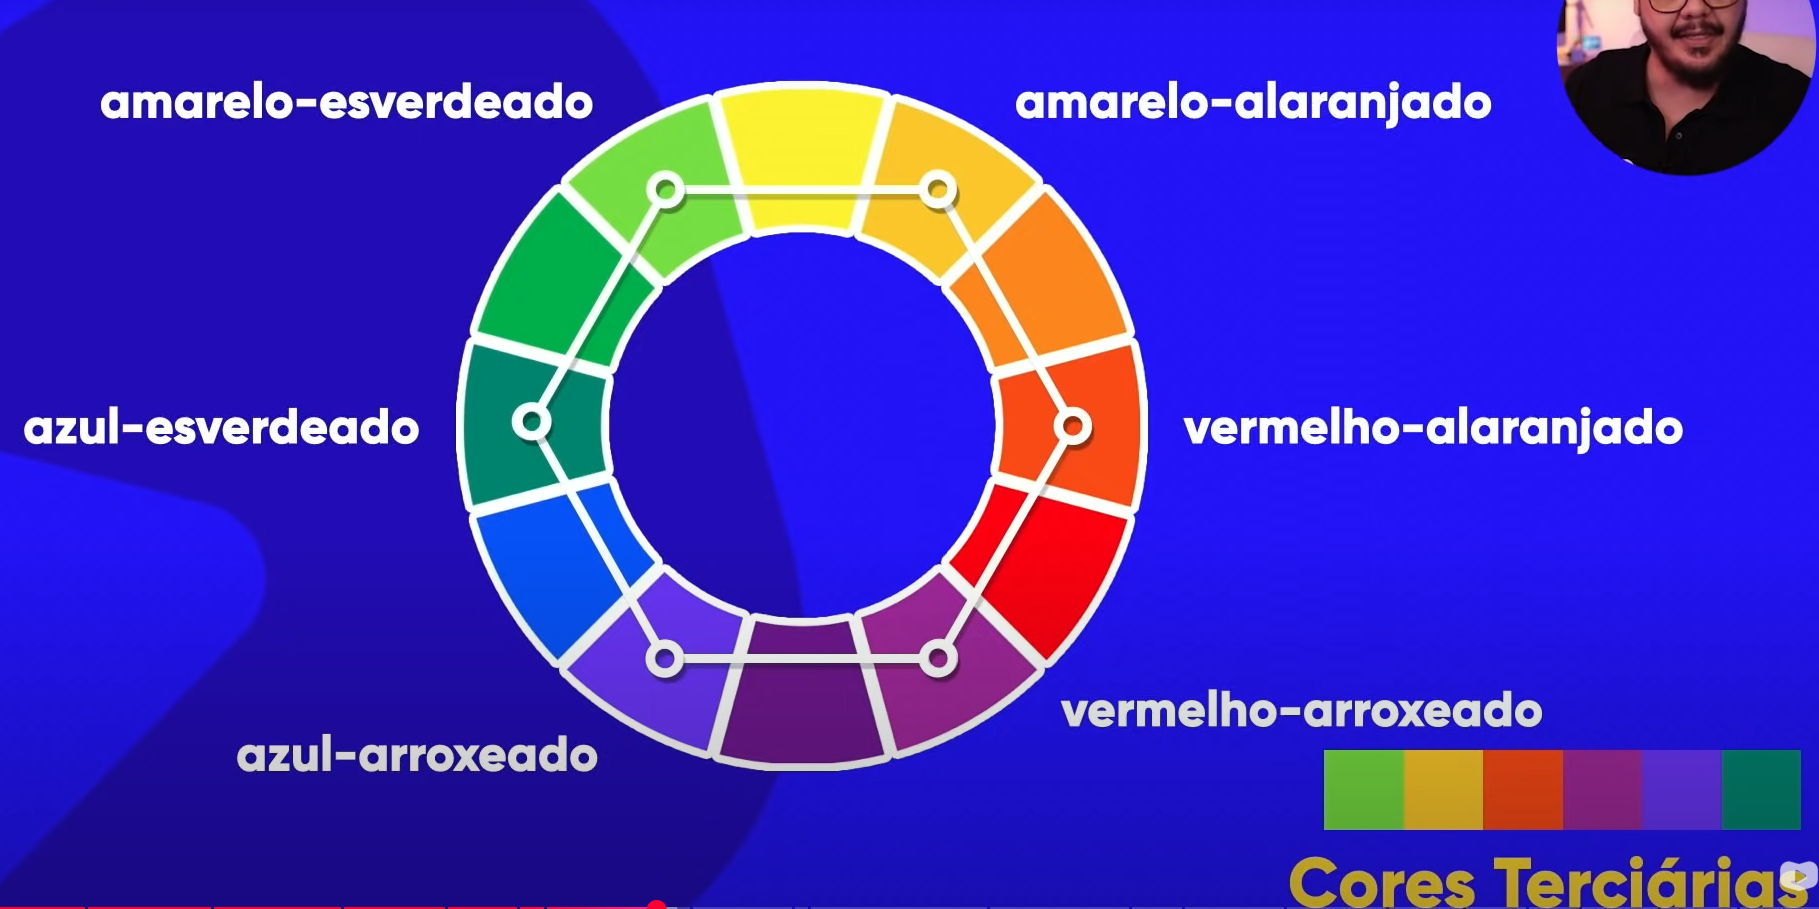 amarelo-esverdeado
amarelo-alaranjado
azul-esverdeado
vermelho-alaranjado
vermelho-arroxeado
azul-arroxeado
Cores Terciárias